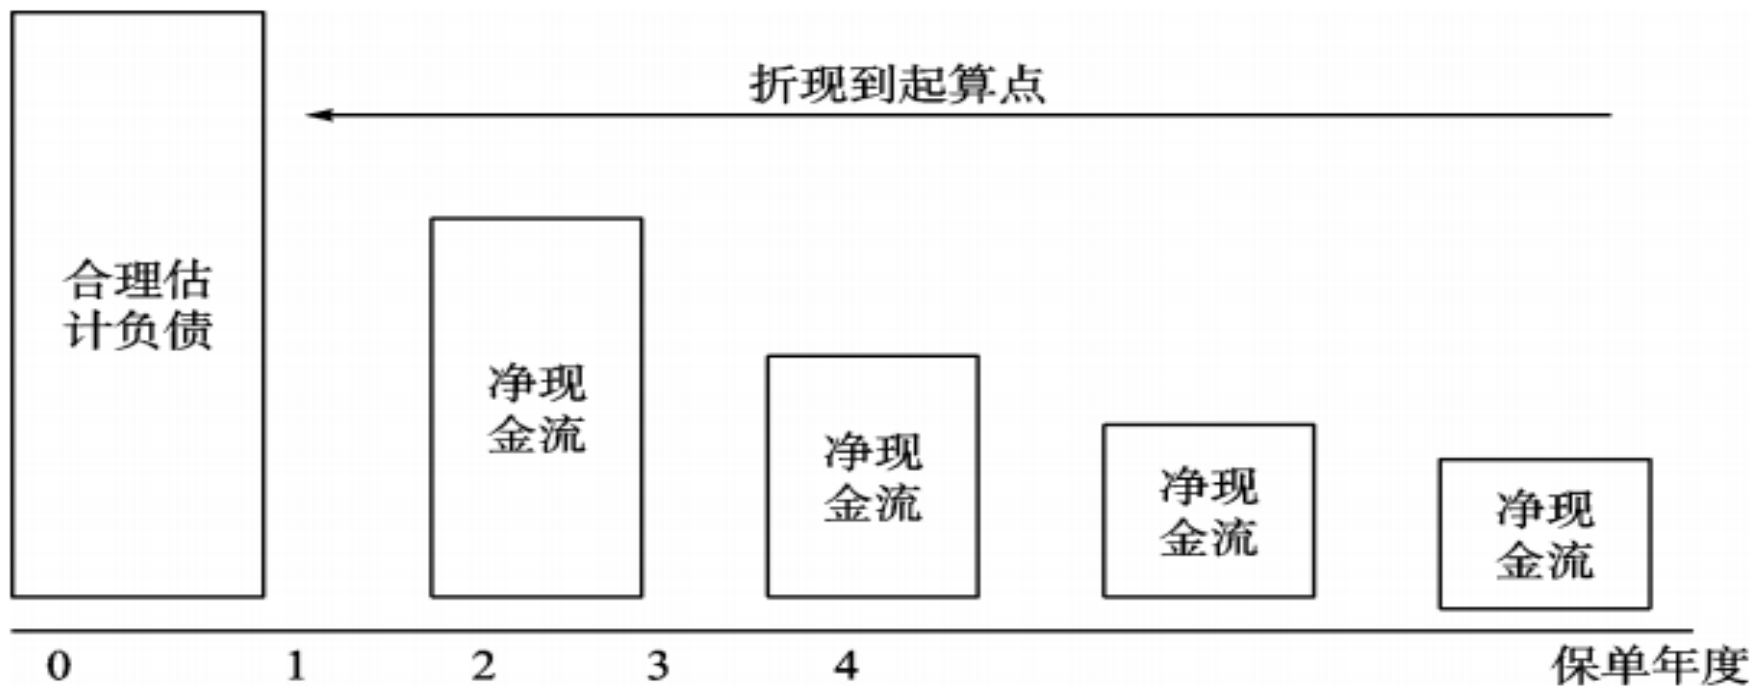 折现到起算点
合理估
计负债
净现
金流
净现
金流
净现
金流
净现
金流
0 1 2 3 4 保单年度